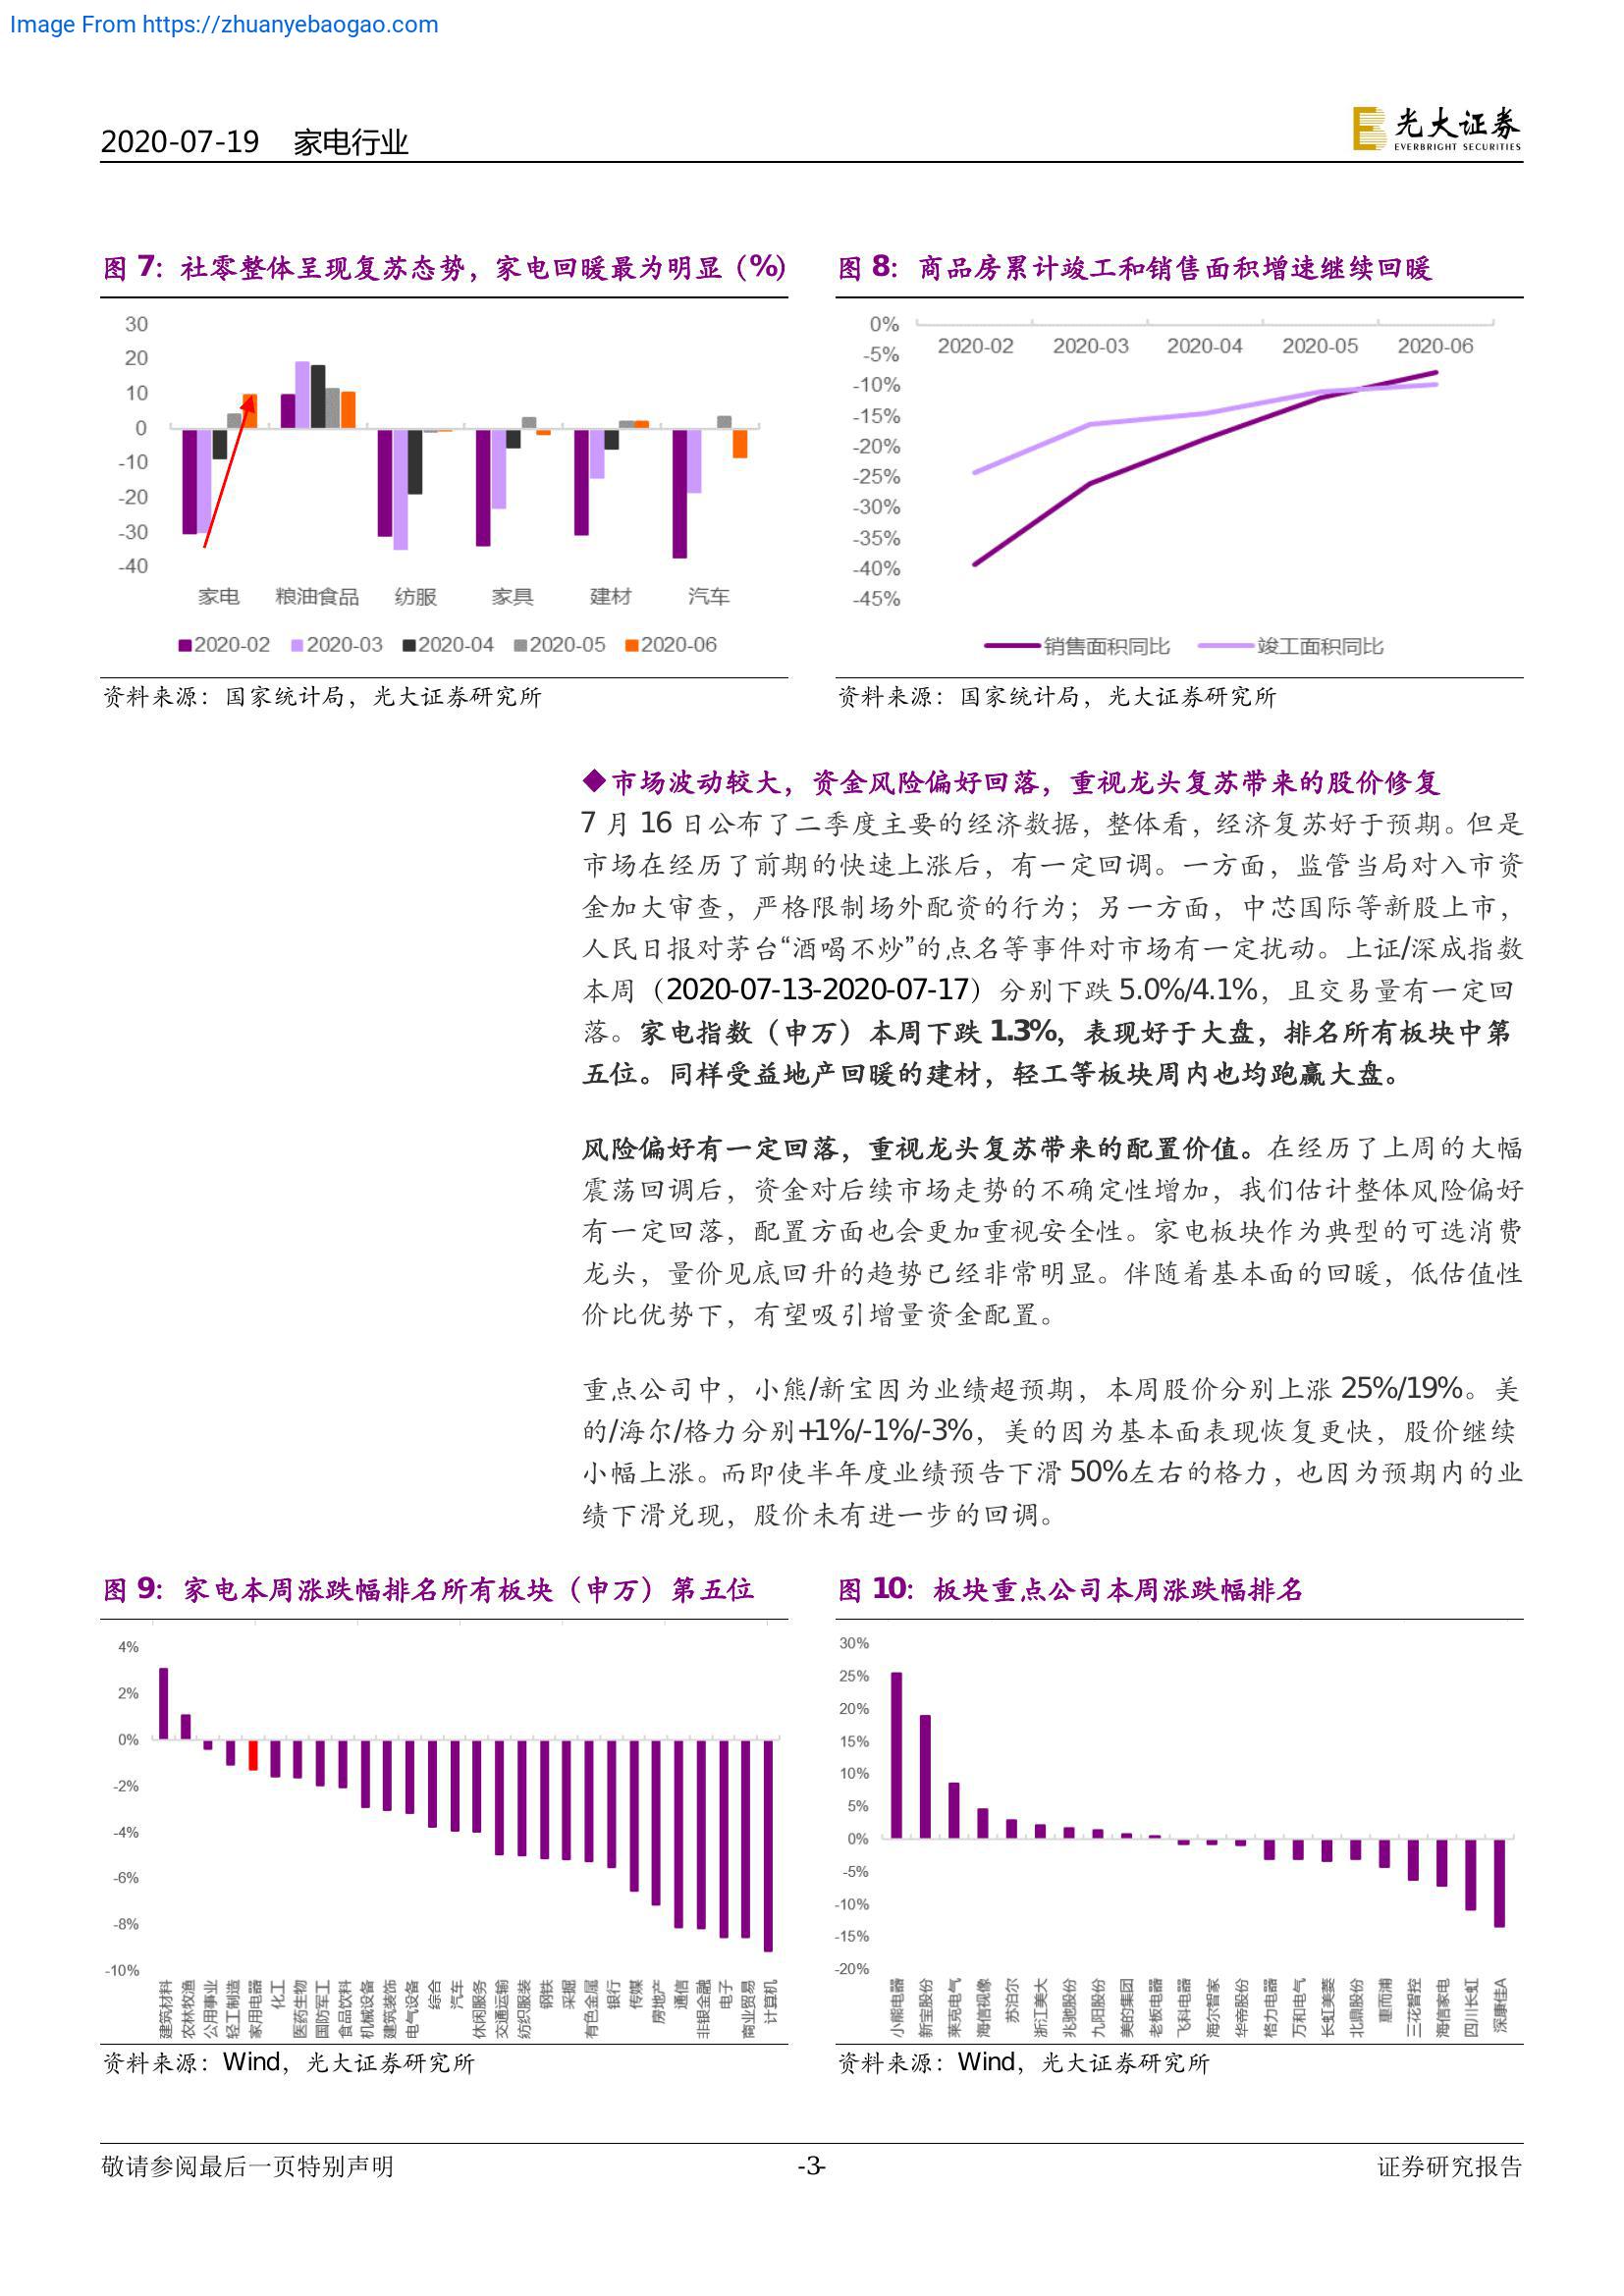 Image From https://zhuanyebaogao.com
2020-07-19 家电行业
光大证券
EVERBRIGHT SECURITIES
图 7：社零整体呈现复苏态势，家电回暖最为明显（%）
30
20
10
0
-10
-20
-30
-40
家电 粮油食品 纺服 家具 建材 汽车
2020-02 2020-03 2020-04 2020-05 2020-06
资料来源：国家统计局，光大证券研究所
图 8：商品房累计竣工和销售面积增速继续回暖
0%
-5%
-10%
-15%
-20%
-25%
-30%
-35%
-40%
-45%
2020-02 2020-03 2020-04 2020-05 2020-06
销售面积同比 竣工面积同比
资料来源：国家统计局，光大证券研究所
◆市场波动较大，资金风险偏好回落，重视龙头复苏带来的股价修复
7 月 16 日公布了二季度主要的经济数据，整体看，经济复苏好于预期。但是
市场在经历了前期的快速上涨后，有一定回调。一方面，监管当局对入市资
金加大审查，严格限制场外配资的行为；另一方面，中芯国际等新股上市，
人民日报对茅台“酒喝不炒”的点名等事件对市场有一定扰动。上证/深成指数
本周（2020-07-13-2020-07-17）分别下跌 5.0%/4.1%，且交易量有一定回
落。家电指数（申万）本周下跌 1.3%，表现好于大盘，排名所有板块中第
五位。同样受益地产回暖的建材，轻工等板块周内也均跑赢大盘。
风险偏好有一定回落，重视龙头复苏带来的配置价值。在经历了上周的大幅
震荡回调后，资金对后续市场走势的不确定性增加，我们估计整体风险偏好
有一定回落，配置方面也会更加重视安全性。家电板块作为典型的可选消费
龙头，量价见底回升的趋势已经非常明显。伴随着基本面的回暖，低估值性
价比优势下，有望吸引增量资金配置。
重点公司中，小熊/新宝因为业绩超预期，本周股价分别上涨 25%/19%。美
的/海尔/格力分别+1%/-1%/-3%，美的因为基本面表现恢复更快，股价继续
小幅上涨。而即使半年度业绩预告下滑 50%左右的格力，也因为预期内的业
绩下滑兑现，股价未有进一步的回调。
图 9：家电本周涨跌幅排名所有板块（申万）第五位
4%
2%
0%
-2%
-4%
-6%
-8%
-10%
建筑材料 农林牧渔 公用事业 轻工制造 家用电器 化工 医药生物 国防军工 食品饮料 机械设备 建筑装饰 电气设备 综合 汽车 休闲服务 交通运输 纺织服装 钢铁 采掘 有色金属 银行 传媒 房地产 通信 非银金融 电子 商业贸易 计算机
资料来源：Wind，光大证券研究所
图 10：板块重点公司本周涨跌幅排名
30%
25%
20%
15%
10%
5%
0%
-5%
-10%
-15%
-20%
小熊电器 新宝股份 莱克电气 海信视像 苏泊尔 浙江美大 兆驰股份 九阳股份 美的集团 老板电器 飞科电器 海尔智家 华帝股份 格力电器 万和电气 长虹美菱 北鼎股份 惠而浦 三花智控 海信家电 四川长虹 深康佳A
资料来源：Wind，光大证券研究所
敬请参阅最后一页特别声明
-3-
证券研究报告